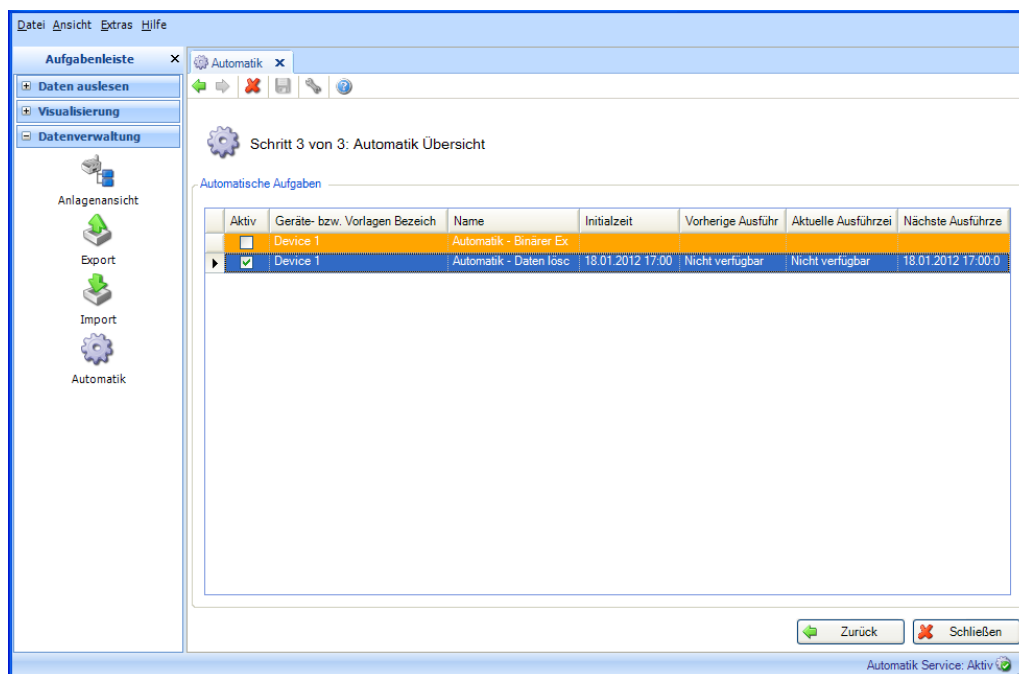 Datei Ansicht Extras Hilfe
Aufgabenleiste
Automatik
Daten auslesen
Visualisierung
Datenverwaltung
Schritt 3 von 3: Automatik Übersicht
Anlagenansicht
Export
Import
Automatik
Automatische Aufgaben
Aktiv Geräte- bzw. Vorlagen Bezeich Name Initialzeit Vorherige Ausführ Aktuelle Ausführzei Nächste Ausführze
Device 1 Automatik - Binärer Ex
Device 1 Automatik - Daten lösc 18.01.2012 17:00 Nicht verfügbar Nicht verfügbar 18.01.2012 17:00:0
Zurück Schließen
Automatik Service: Aktiv